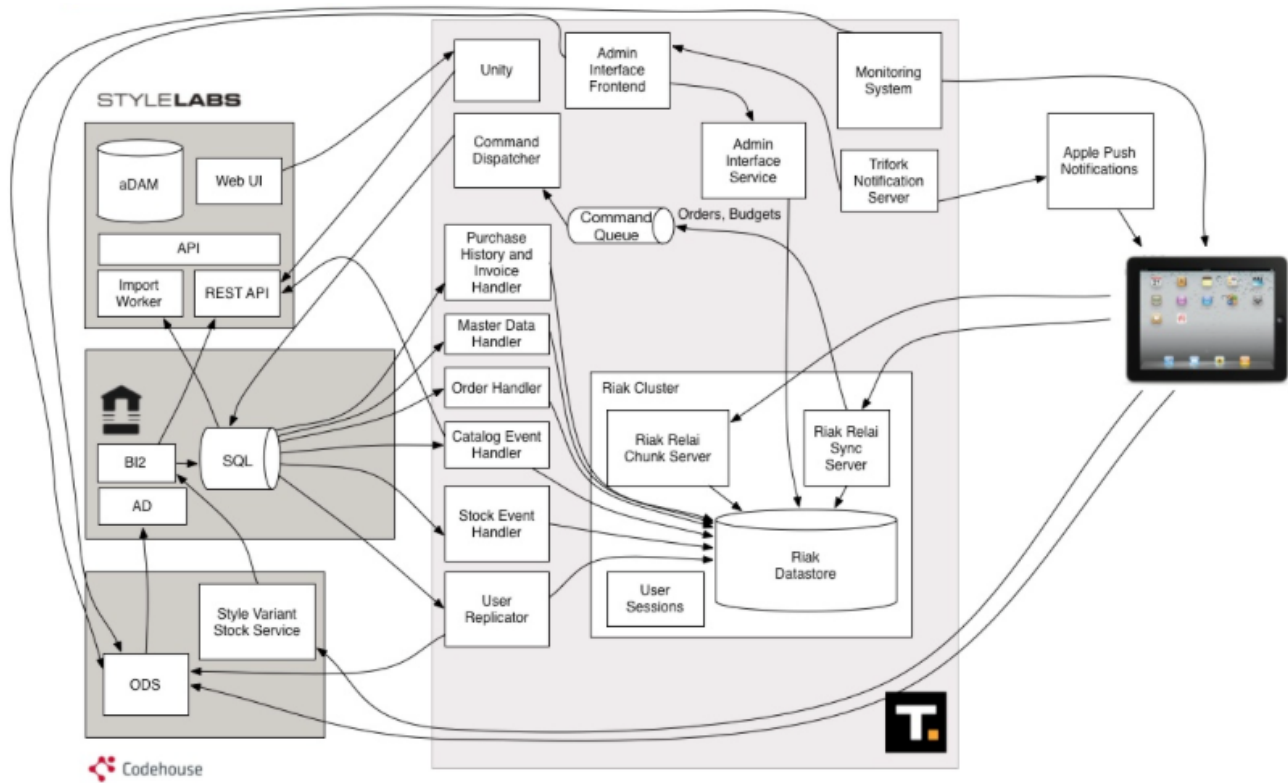 STYLELABS
aDAM
Web UI
API
Import
Worker
REST API
BI2
SQL
AD
Style Variant
Stock Service
ODS
Codehouse
Unity
Admin
Interface
Frontend
Monitoring
System
Command
Dispatcher
Admin
Interface
Service
Trifork
Notification
Server
Apple Push
Notifications
Command
Queue
Orders, Budgets
Purchase
History and
Invoice
Handler
Master Data
Handler
Order Handler
Catalog Event
Handler
Stock Event
Handler
User
Replicator
Riak Cluster
Riak Relai
Chunk Server
Riak Relai
Sync
Server
Riak
Datastore
User
Sessions
T.